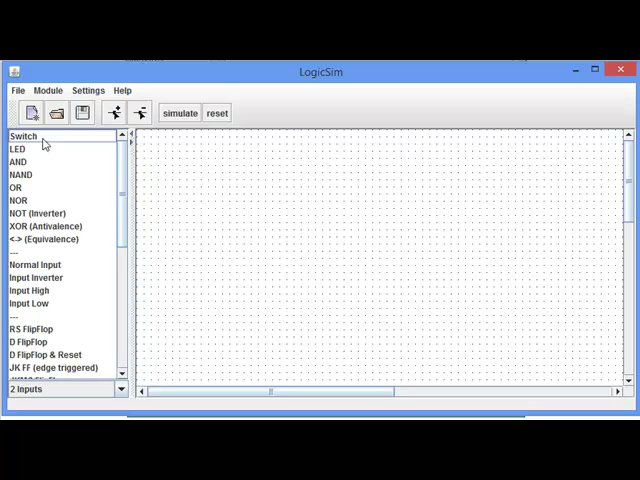 LogicSim
File Module Settings Help
simulate reset
Switch
LED
AND
NAND
OR
NOR
NOT (Inverter)
XOR (Antivalence)
<-> (Equivalence)
---
Normal Input
Input Inverter
Input High
Input Low
---
RS FlipFlop
D FlipFlop
D FlipFlop & Reset
JK FF (edge triggered)
2 Inputs